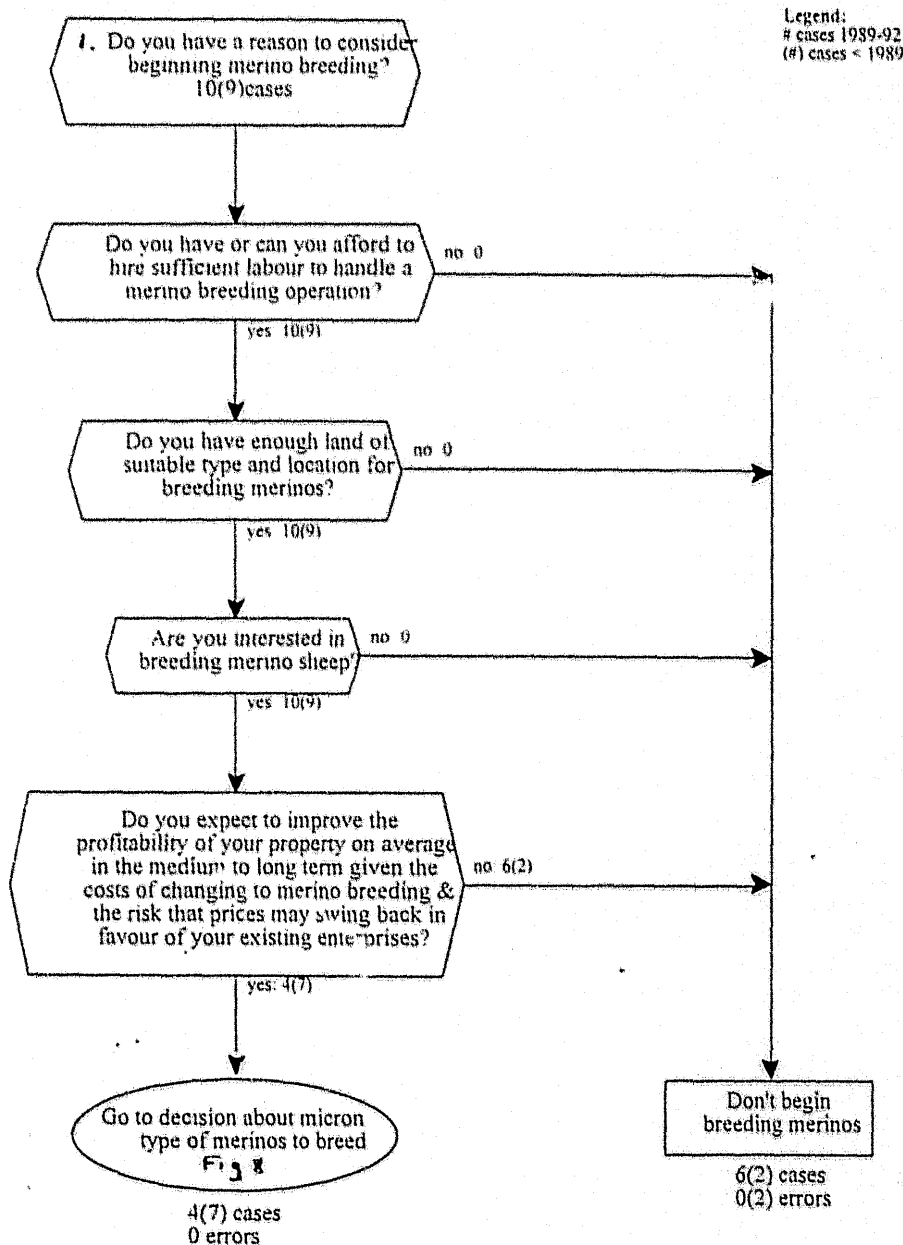 Legend:
# cases 1989-92
(#) cases < 1989
1. Do you have a reason to consider
beginning merino breeding?
10(9)cases
Do you have or can you afford to
hire sufficient labour to handle a
merino breeding operation?
no 0
yes 10(9)
Do you have enough land of
suitable type and location for
breeding merinos?
no 0
yes 10(9)
Are you interested in
breeding merino sheep?
no 0
yes 10(9)
Do you expect to improve the
profitability of your property on average
in the medium to long term given the
costs of changing to merino breeding &
the risk that prices may swing back in
favour of your existing enterprises?
no 6(2)
yes: 4(7)
Go to decision about micron
type of merinos to breed
Fig 8
4(7) cases
0 errors
Don't begin
breeding merinos
6(2) cases
0(2) errors